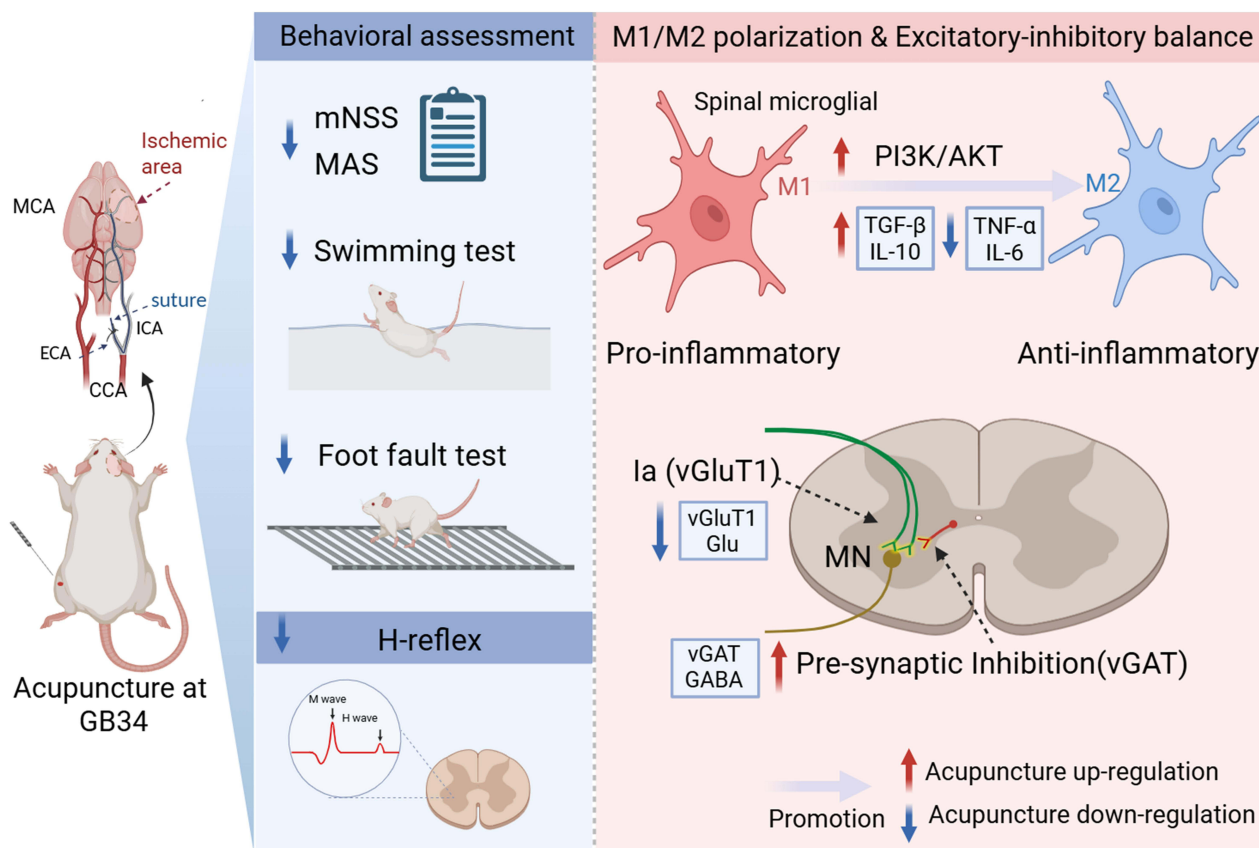 Behavioral assessment
M1/M2 polarization & Excitatory-inhibitory balance
Ischemic
area
MCA
suture
ICA
ECA
CCA
Acupuncture at
GB34
mNSS
MAS
Swimming test
Foot fault test
H-reflex
M wave
H wave
Spinal microglial
PI3K/AKT
M1
M2
TGF-β
IL-10
TNF-α
IL-6
Pro-inflammatory
Anti-inflammatory
Ia (vGluT1)
vGluT1
Glu
MN
vGAT
GABA
Pre-synaptic Inhibition(vGAT)
Promotion
Acupuncture up-regulation
Acupuncture down-regulation